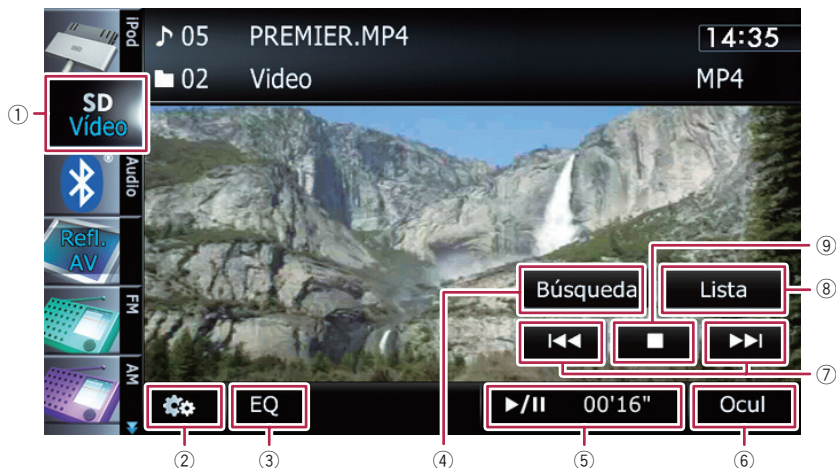 iPod
♪ 05 PREMIER.MP4 14:35
02 Video MP4
① SD Vídeo
Audio
Refl. AV
FM
AM
Búsqueda Lista
⑨
⑧
⑦
▶/II 00'16"
EQ
Ocul
② ③ ④ ⑤ ⑥